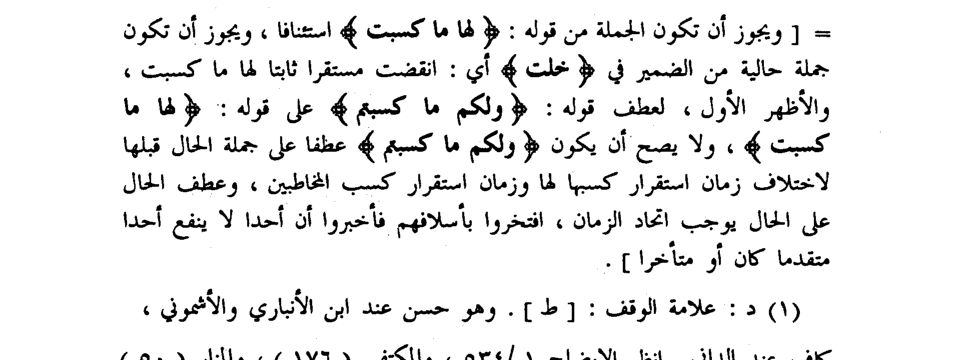 = [ ويجوز أن تكون الجملة من قوله : ﴿ لها ما كسبت ﴾ استئنافا ، ويجوز أن تكون
جملة حالية من الضمير في ﴿ خلت ﴾ أي : انقضت مستقرا ثابتا لها ما كسبت ،
والأظهر الأول ، لعطف قوله : ﴿ ولكم ما كسبتم ﴾ على قوله : ﴿ لها ما
كسبت ﴾ ، ولا يصح أن يكون ﴿ ولكم ما كسبتم ﴾ عظفا على جملة الحال قبلها
لاختلاف زمان استقرار كسبها لها وزمان استقرار كسب المخاطبين ، وعطف الحال
على الحال يوجب اتحاد الزمان ، افتخروا بأسلافهم فأخبروا أن أحدا لا ينفع أحدا
متقدما كان أو متأخرا ] .
(١) د : علامة الوقف : [ ط ] . وهو حسن عند ابن الأنباري والأشموني ،